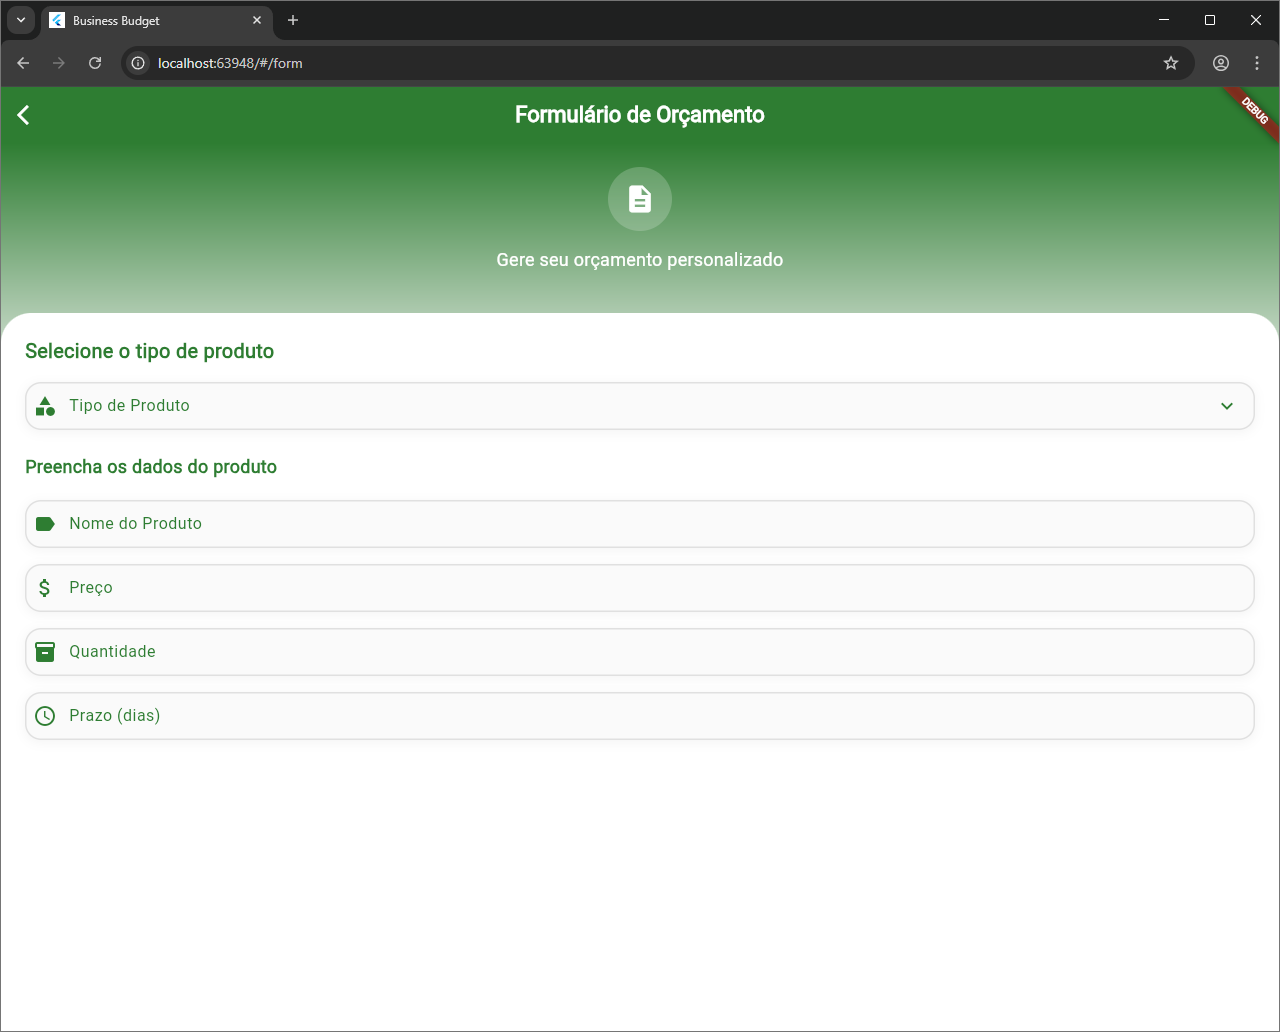 Business Budget
localhost:63948/#/form
Formulário de Orçamento
DEBUG
Gere seu orçamento personalizado
Selecione o tipo de produto
Tipo de Produto
Preencha os dados do produto
Nome do Produto
Preço
Quantidade
Prazo (dias)